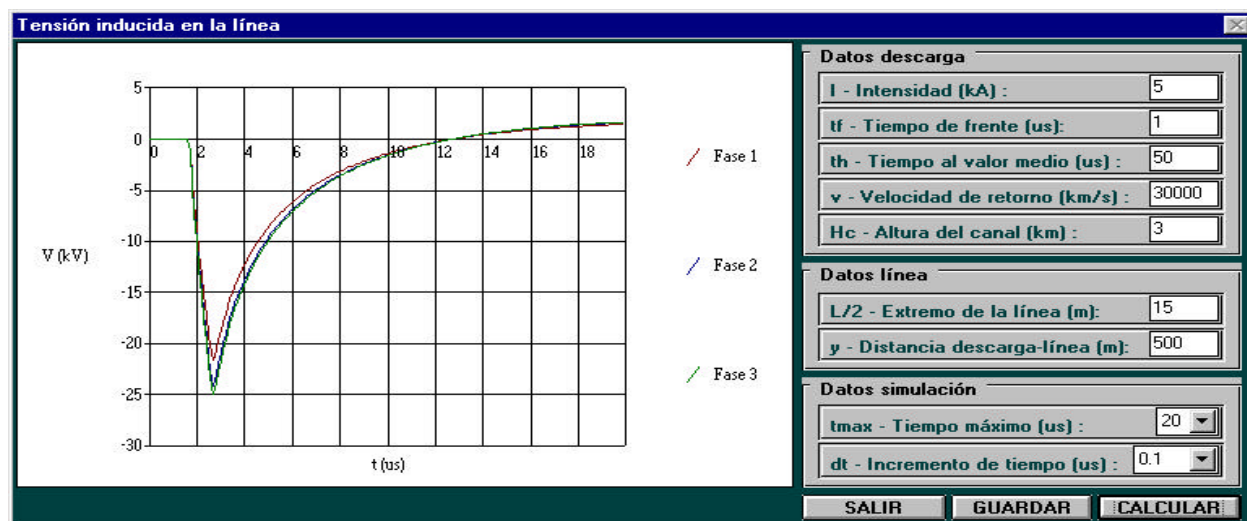 Tensión inducida en la línea
5
0
-5
-10
-15
-20
-25
-30
V (kV)
0 2 4 6 8 10 12 14 16 18
t (us)
Fase 1
Fase 2
Fase 3
Datos descarga
I - Intensidad (kA) : 5
tf - Tiempo de frente (us): 1
th - Tiempo al valor medio (us) : 50
v - Velocidad de retorno (km/s) : 30000
Hc - Altura del canal (km) : 3
Datos línea
L/2 - Extremo de la línea (m): 15
y - Distancia descarga-línea (m): 500
Datos simulación
tmax - Tiempo máximo (us) : 20
dt - Incremento de tiempo (us) : 0.1
SALIR GUARDAR CALCULAR